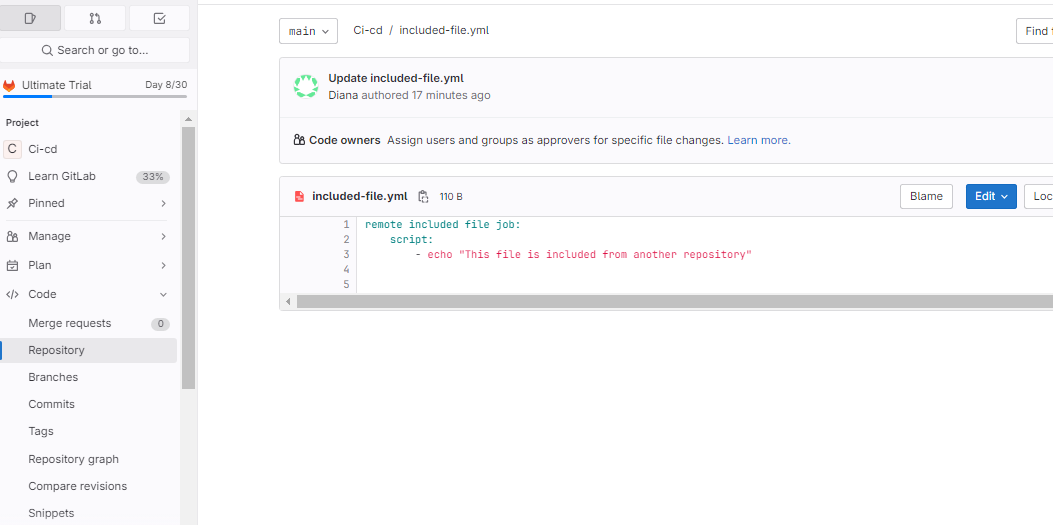 Search or go to...
Ultimate Trial Day 8/30
Project
C Ci-cd
Learn GitLab 33%
Pinned
Manage
Plan
Code
Merge requests 0
Repository
Branches
Commits
Tags
Repository graph
Compare revisions
Snippets
main Ci-cd / included-file.yml Find
Update included-file.yml
Diana authored 17 minutes ago
Code owners Assign users and groups as approvers for specific file changes. Learn more.
included-file.yml 110 B Blame Edit Loc
1 remote included file job:
2 script:
3 - echo "This file is included from another repository"
4
5